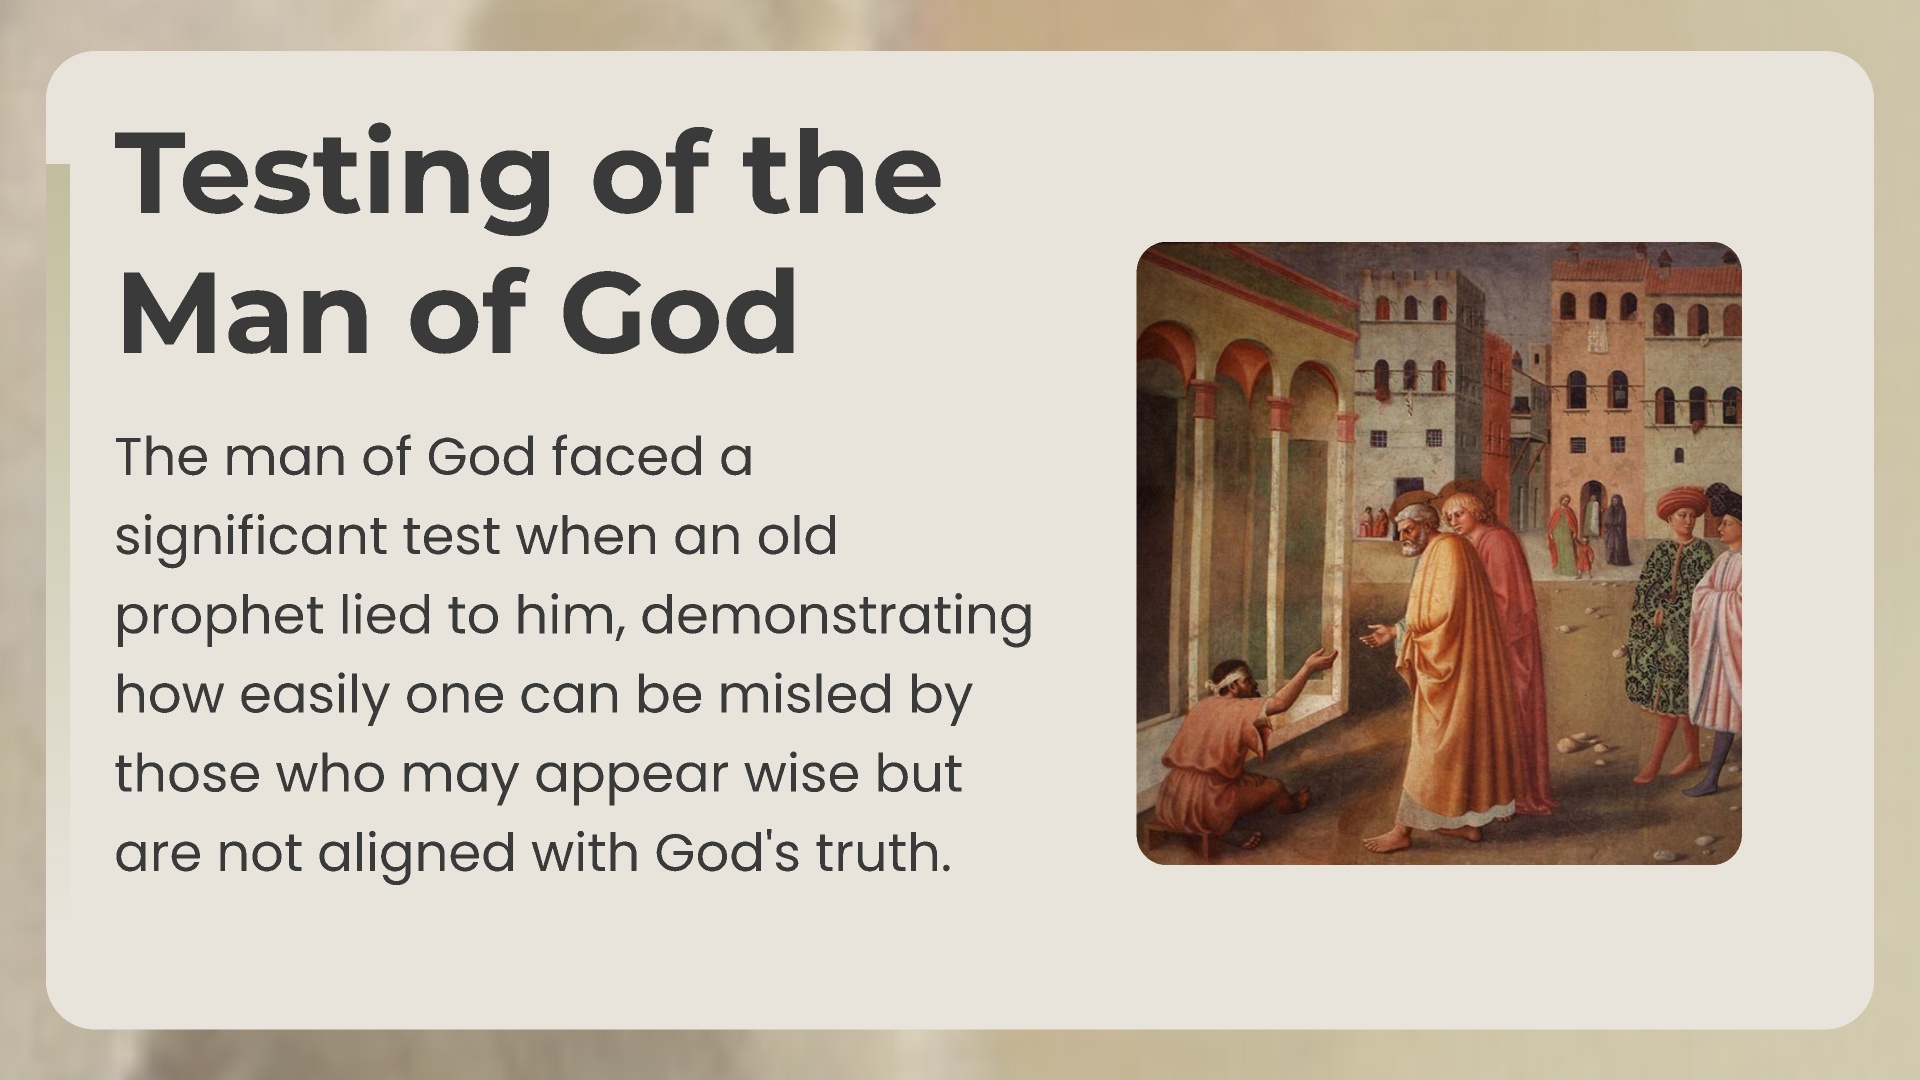 Testing of the
Man of God
The man of God faced a
significant test when an old
prophet lied to him, demonstrating
how easily one can be misled by
those who may appear wise but
are not aligned with God's truth.